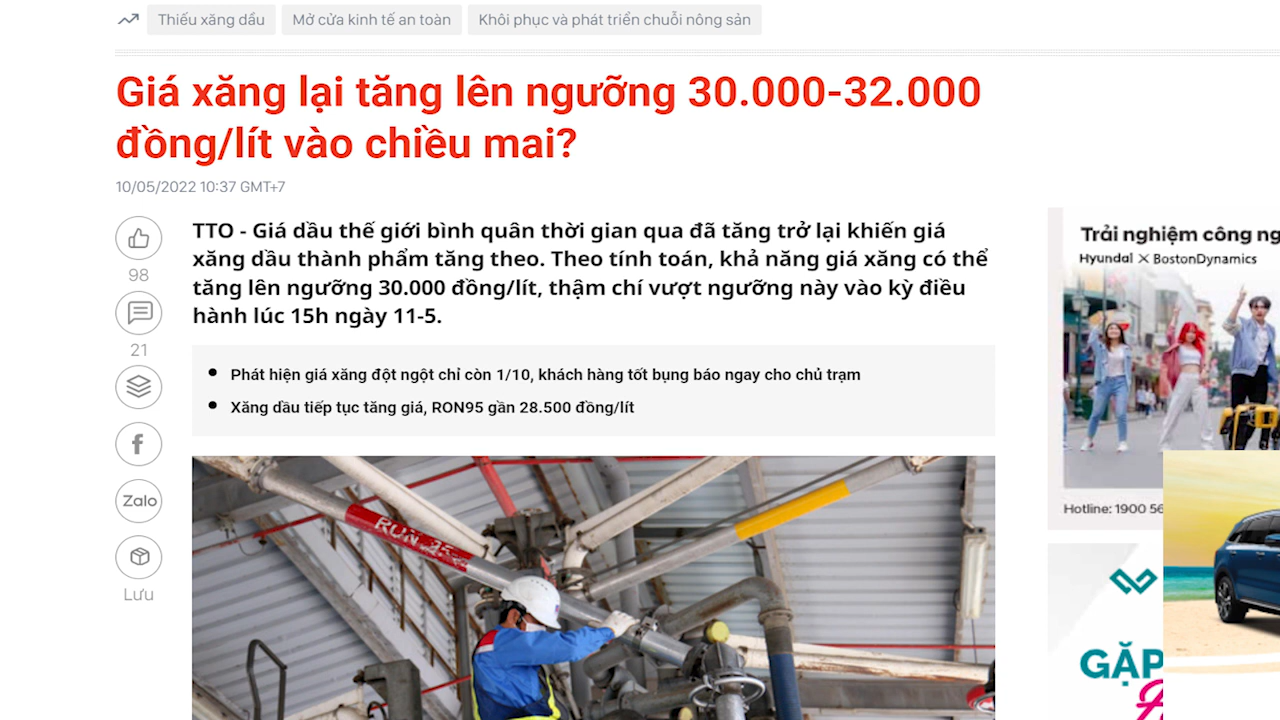 Thiếu xăng dầu
Mở cửa kinh tế an toàn
Khôi phục và phát triển chuỗi nông sản
Giá xăng lại tăng lên ngưỡng 30.000-32.000
đồng/lít vào chiều mai?
10/05/2022 10:37 GMT+7
TTO - Giá dầu thế giới bình quân thời gian qua đã tăng trở lại khiến giá
xăng dầu thành phẩm tăng theo. Theo tính toán, khả năng giá xăng có thể
tăng lên ngưỡng 30.000 đồng/lít, thậm chí vượt ngưỡng này vào kỳ điều
hành lúc 15h ngày 11-5.
98
21
Zalo
Lưu
Phát hiện giá xăng đột ngột chỉ còn 1/10, khách hàng tốt bụng báo ngay cho chủ trạm
Xăng dầu tiếp tục tăng giá, RON95 gần 28.500 đồng/lít
Trải nghiệm công ng
Hyundai X BostonDynamics
Hotline: 1900 56
GẶP